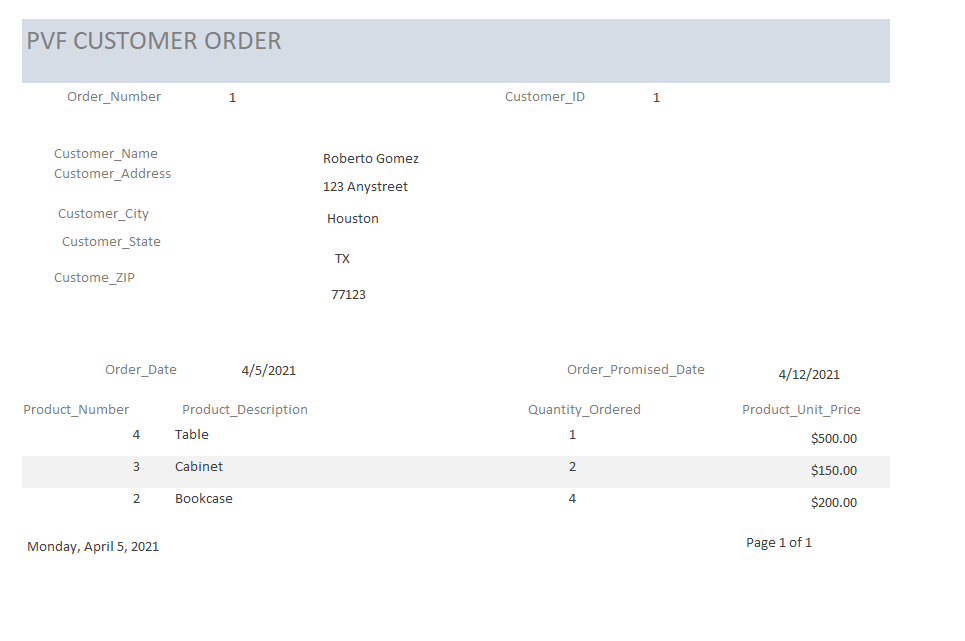 PVF CUSTOMER ORDER
Order_Number 1 Customer_ID 1
Customer_Name Roberto Gomez
Customer_Address 123 Anystreet
Customer_City Houston
Customer_State TX
Custome_ZIP 77123
Order_Date 4/5/2021 Order_Promised_Date 4/12/2021
Product_Number Product_Description Quantity_Ordered Product_Unit_Price
4 Table 1 $500.00
3 Cabinet 2 $150.00
2 Bookcase 4 $200.00
Monday, April 5, 2021 Page 1 of 1